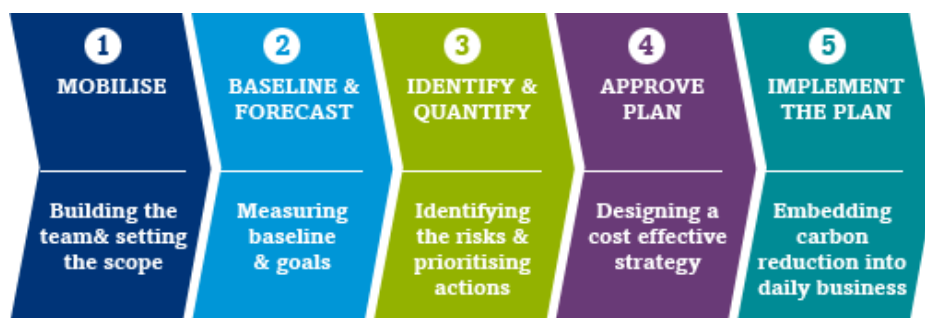 1
MOBILISE
Building the
team& setting
the scope
2
BASELINE &
FORECAST
Measuring
baseline
& goals
3
IDENTIFY &
QUANTIFY
Identifying
the risks &
prioritising
actions
4
APPROVE
PLAN
Designing a
cost effective
strategy
5
IMPLEMENT
THE PLAN
Embedding
carbon
reduction into
daily business